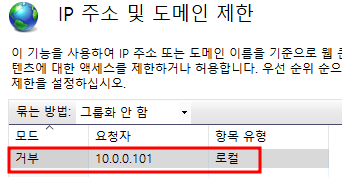 IP 주소 및 도메인 제한
이 기능을 사용하여 IP 주소 또는 도메인 이름을 기준으로 웹 콘
텐츠에 대한 액세스를 제한하거나 허용합니다. 우선 순위 순으
제한을 설정하십시오.
묶는 방법: 그룹화 안 함
모드 요청자 항목 유형
거부 10.0.0.101 로컬